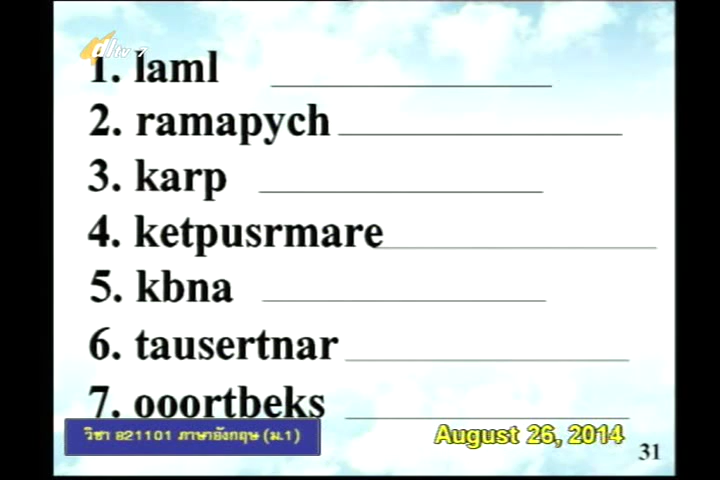 dltv 7
1. laml
2. ramapych
3. karp
4. ketpusrmare
5. kbna
6. tausertnar
7. ooortbeks
วิชา อ21101 ภาษาอังกฤษ (ม.1)
August 26, 2014
31